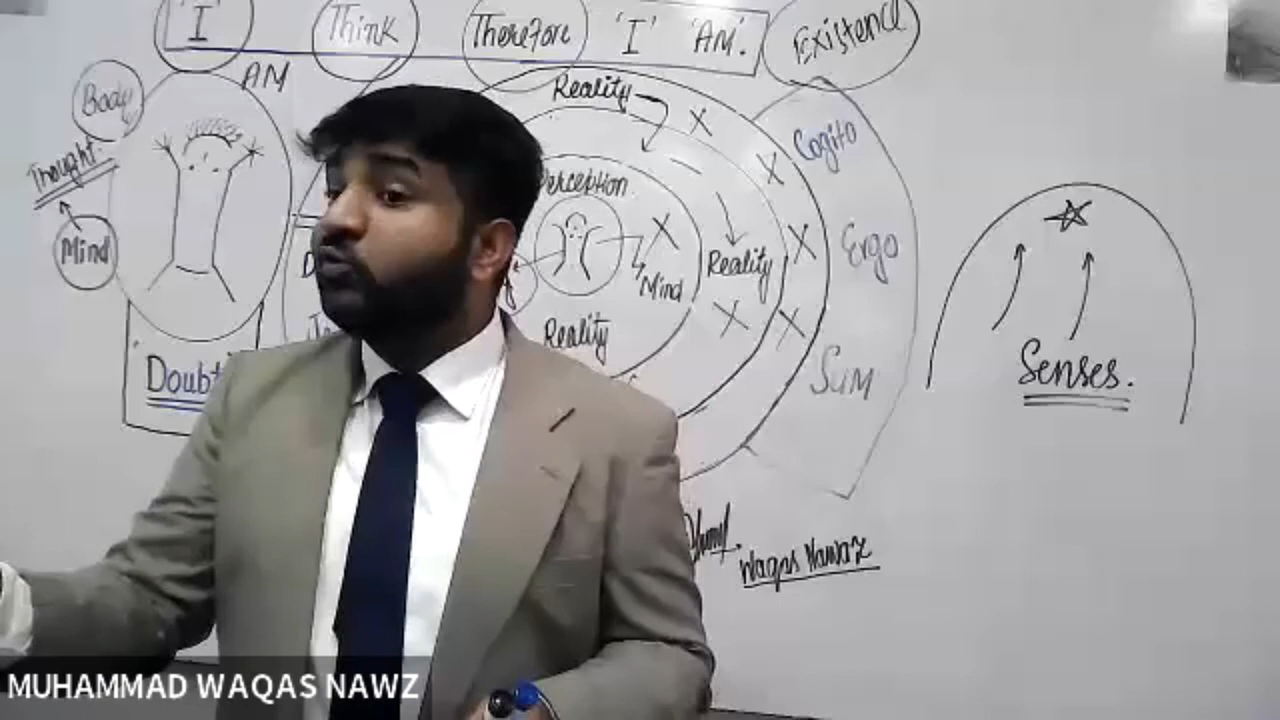 'I' Think Therefore 'I' 'AM'. Existence
AM
Body
Reality
Cogito
Thought.
Perception
Mind
Ergo
Reality
Mind
Reality
Senses.
Sum
Doubt
Waqas Nawaz
MUHAMMAD WAQAS NAWZ